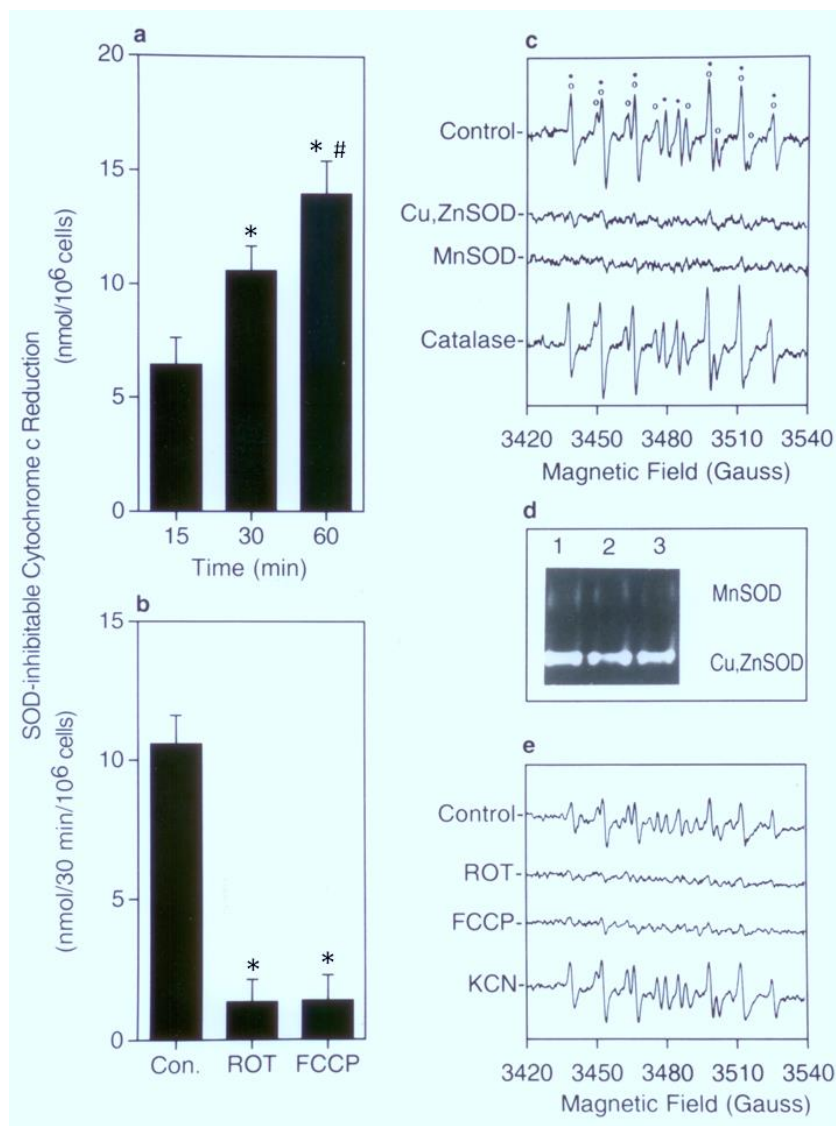 a
20
15
10
5
0
*
* #
15 30 60
Time (min)
SOD-inhibitable Cytochrome c Reduction
(nmol/10⁶ cells)
b
15
10
5
0
*
*
Con. ROT FCCP
(nmol/30 min/10⁶ cells)
c
* * * * * * * *
o o o o o o o o o o o o
Control-
Cu,ZnSOD-
MnSOD-
Catalase-
3420 3450 3480 3510 3540
Magnetic Field (Gauss)
d
1 2 3
MnSOD
Cu,ZnSOD
e
Control-
ROT-
FCCP-
KCN-
3420 3450 3480 3510 3540
Magnetic Field (Gauss)